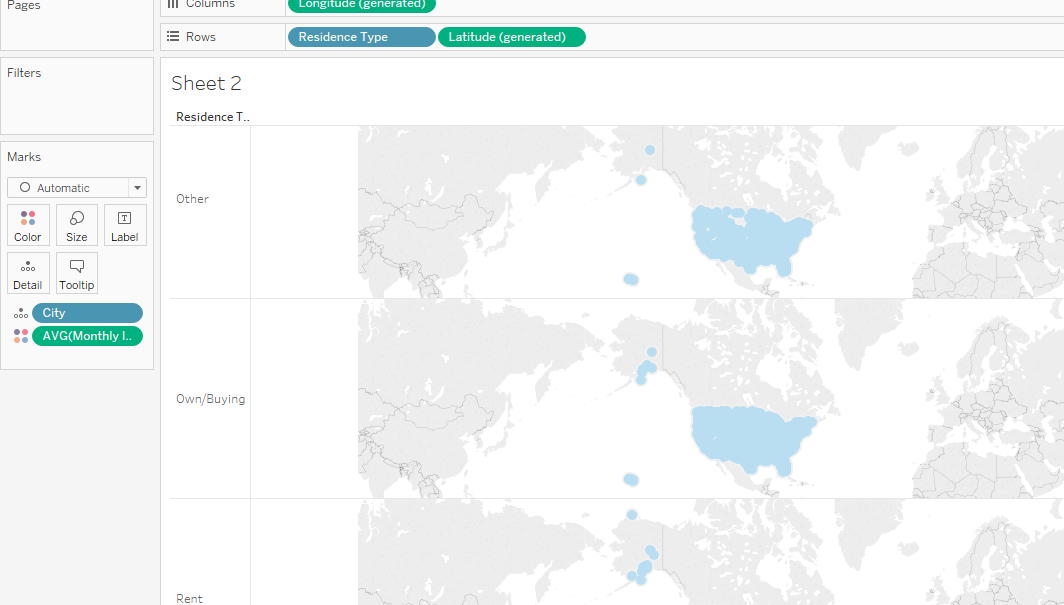 Pages
Columns
Longitude (generated)
Rows
Residence Type
Latitude (generated)
Filters
Sheet 2
Residence T..
Marks
Automatic
Color
Size
Label
T
Detail
Tooltip
City
AVG(Monthly I..
Other
Own/Buying
Rent